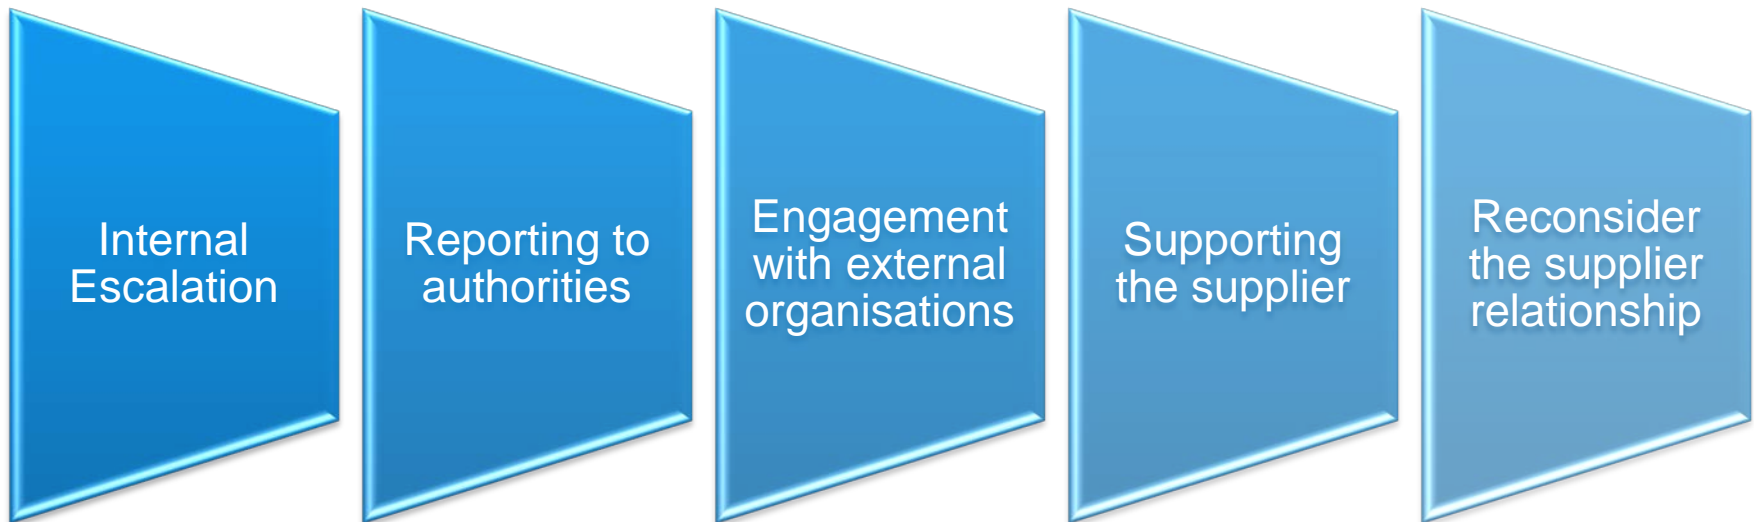 Internal
Escalation
Reporting to
authorities
Engagement
with external
organisations
Supporting
the supplier
Reconsider
the supplier
relationship